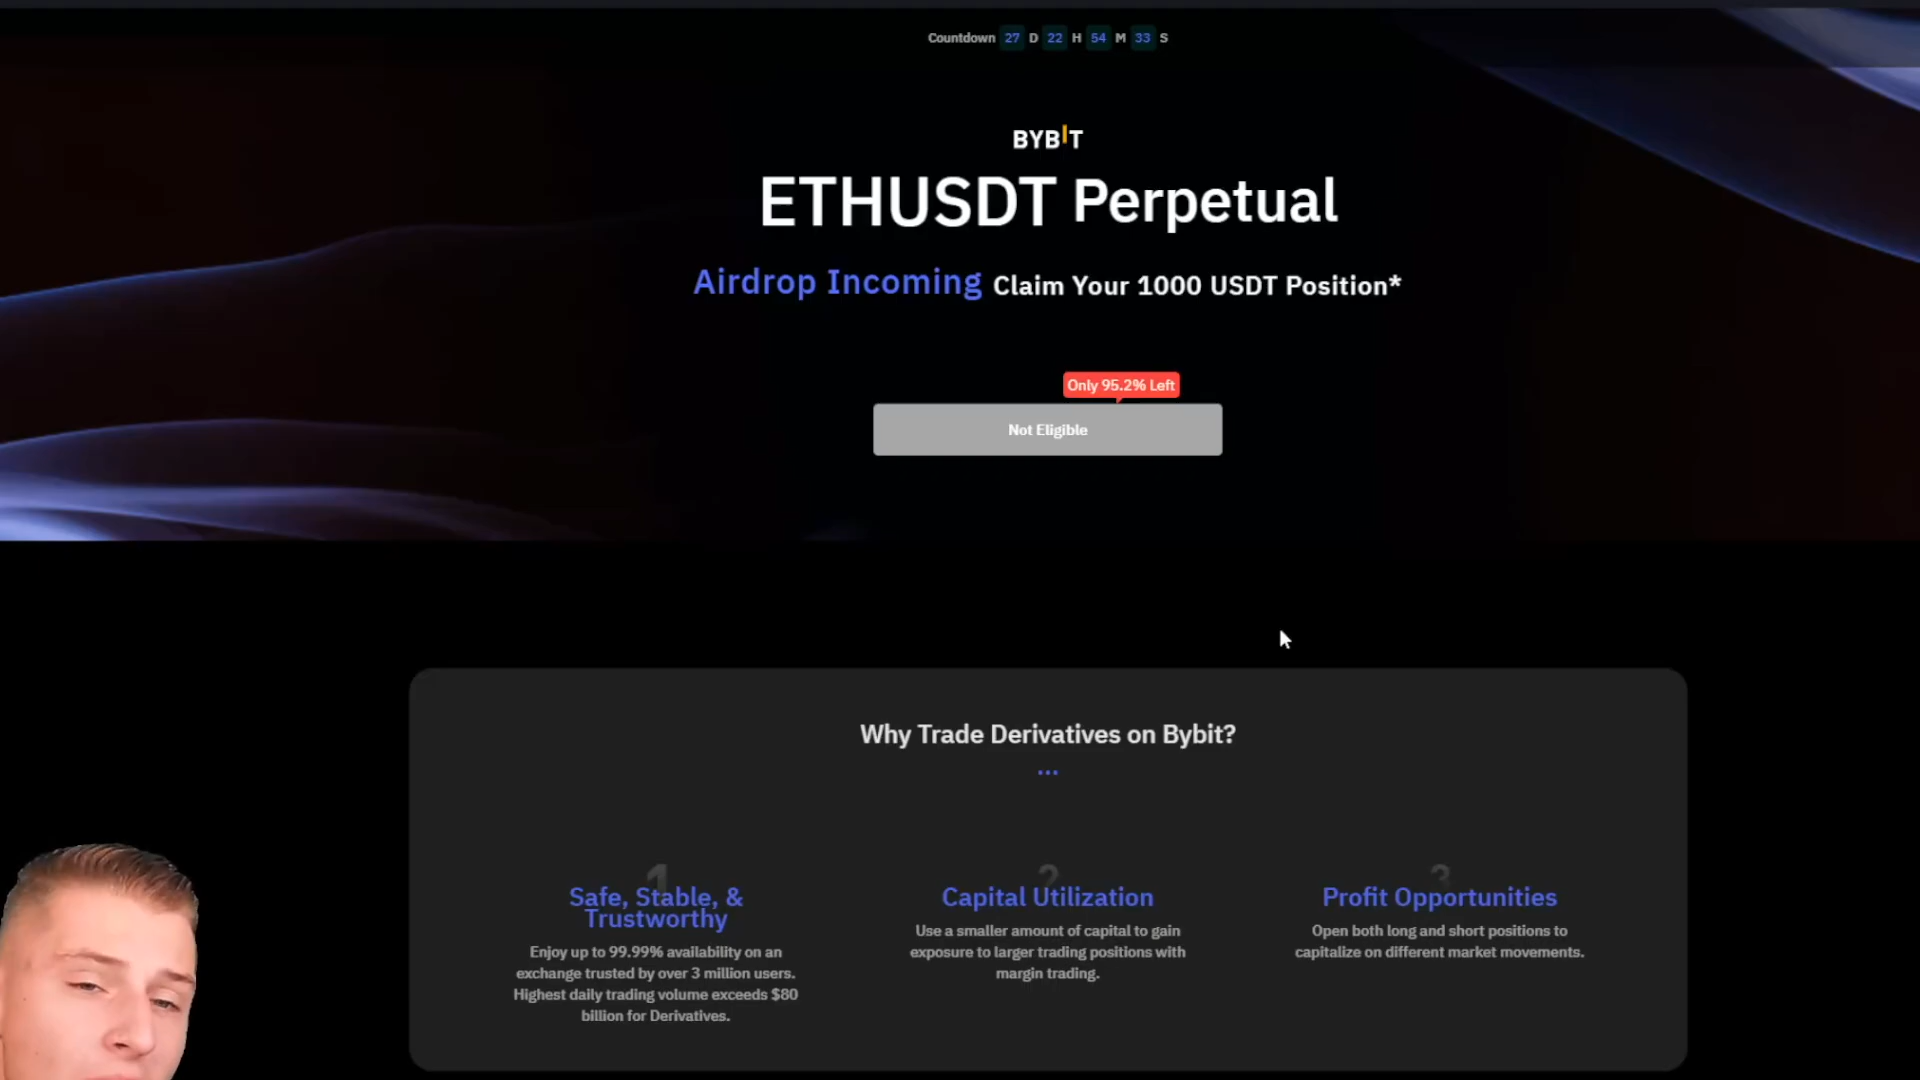 Countdown 27 D 22 H 54 M 33 S
BYBIT
ETHUSDT Perpetual
Airdrop Incoming Claim Your 1000 USDT Position*
Only 95.2% Left
Not Eligible
Why Trade Derivatives on Bybit?
...
1
Safe, Stable, &
Trustworthy
Enjoy up to 99.99% availability on an
exchange trusted by over 3 million users.
Highest daily trading volume exceeds $80
billion for Derivatives.
2
Capital Utilization
Use a smaller amount of capital to gain
exposure to larger trading positions with
margin trading.
3
Profit Opportunities
Open both long and short positions to
capitalize on different market movements.